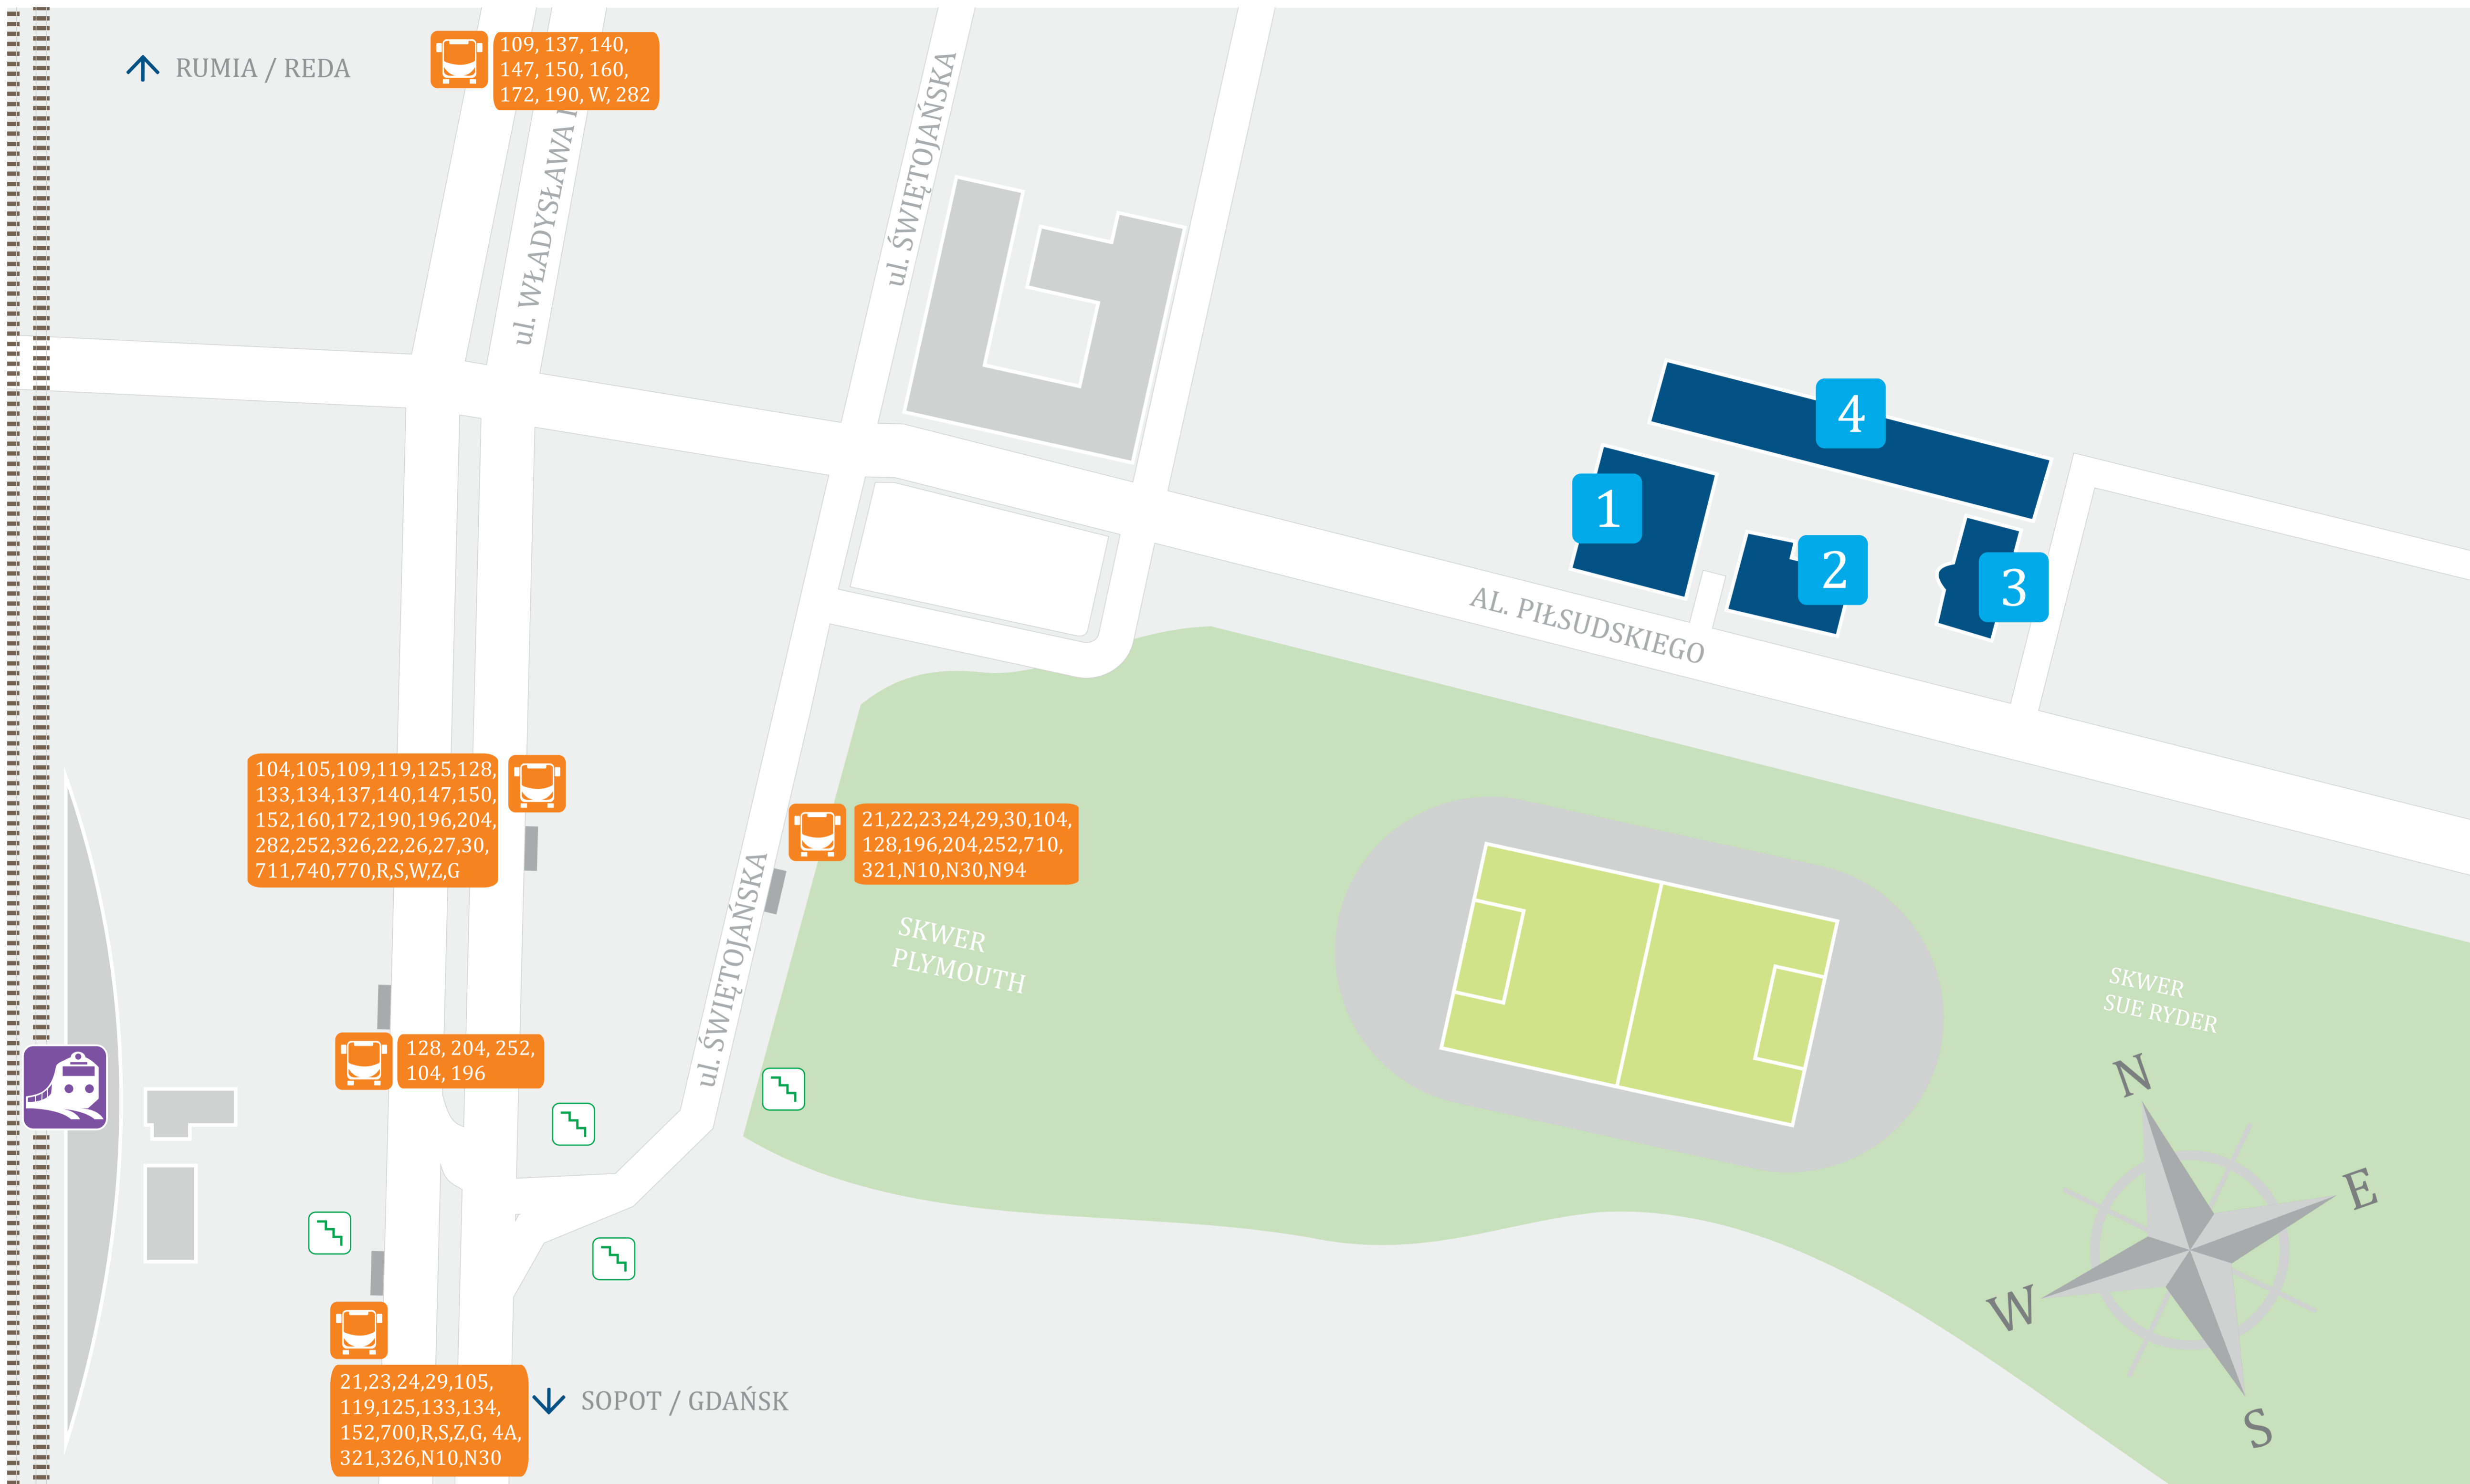 RUMIA / REDA
109, 137, 140,
147, 150, 160,
172, 190, W, 282
ul. WŁADYSŁAWA
ul. ŚWIĘTOJAŃSKA
4
1
2
3
AL. PIŁSUDSKIEGO
104,105,109,119,125,128,
133,134,137,140,147,150,
152,160,172,190,196,204,
282,252,326,22,26,27,30,
711,740,770,R,S,W,Z,G
21,22,23,24,29,30,104,
128,196,204,252,710,
321,N10,N30,N94
ul. ŚWIĘTOJAŃSKA
SKWER
PLYMOUTH
SKWER
SUE RYDER
128, 204, 252,
104, 196
N
E
W
S
21,23,24,29,105,
119,125,133,134,
152,700,R,S,Z,G, 4A,
321,326,N10,N30
SOPOT / GDAŃSK